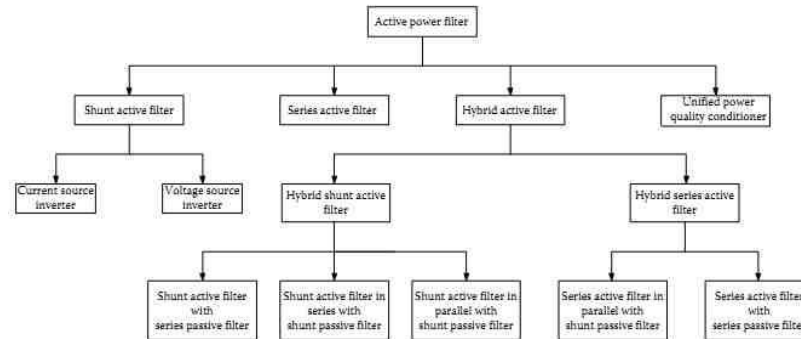 Active power filter
Shunt active filter
Series active filter
Hybrid active filter
Unified power
quality conditioner
Current source
inverter
Voltage source
inverter
Hybrid shunt active
filter
Hybrid series active
filter
Shunt active filter
with
series passive filter
Shunt active filter in
series with
shunt passive filter
Shunt active filter in
parallel with
shunt passive filter
Series active filter in
parallel with
shunt passive filter
Series active filter
with
series passive filter